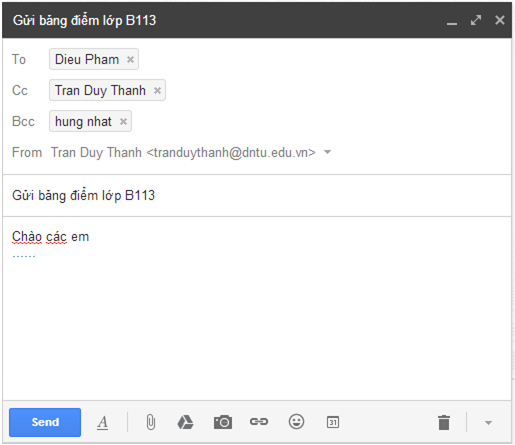 Gửi bảng điểm lớp B113
To Dieu Pham ×
Cc Tran Duy Thanh ×
Bcc hung nhat ×
From Tran Duy Thanh <tranduythanh@dntu.edu.vn>
Gửi bảng điểm lớp B113
Chào các em
......
Send A 31